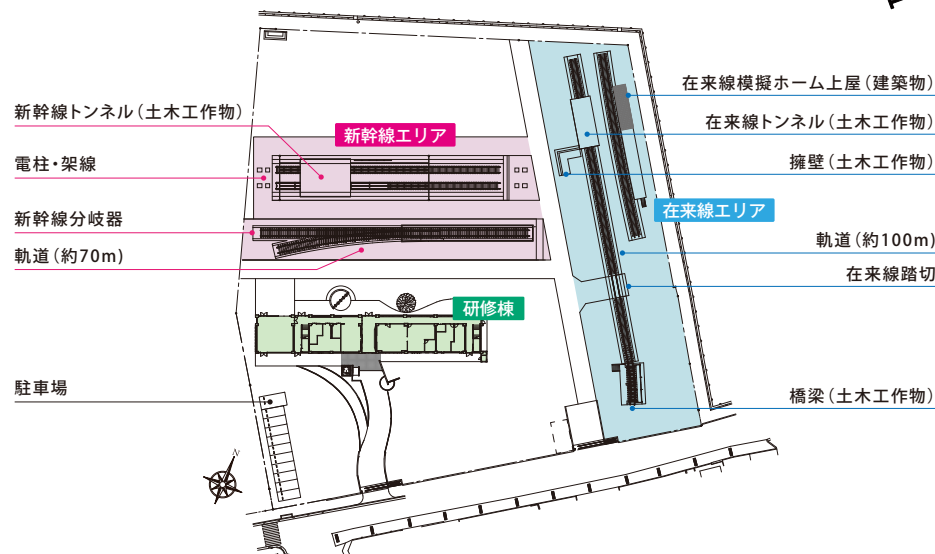 新幹線トンネル（土木工作物）
新幹線エリア
電柱・架線
新幹線分岐器
軌道（約70m）
研修棟
駐車場
在来線模擬ホーム上屋（建築物）
在来線トンネル（土木工作物）
擁壁（土木工作物）
在来線エリア
軌道（約100m）
在来線踏切
橋梁（土木工作物）
N